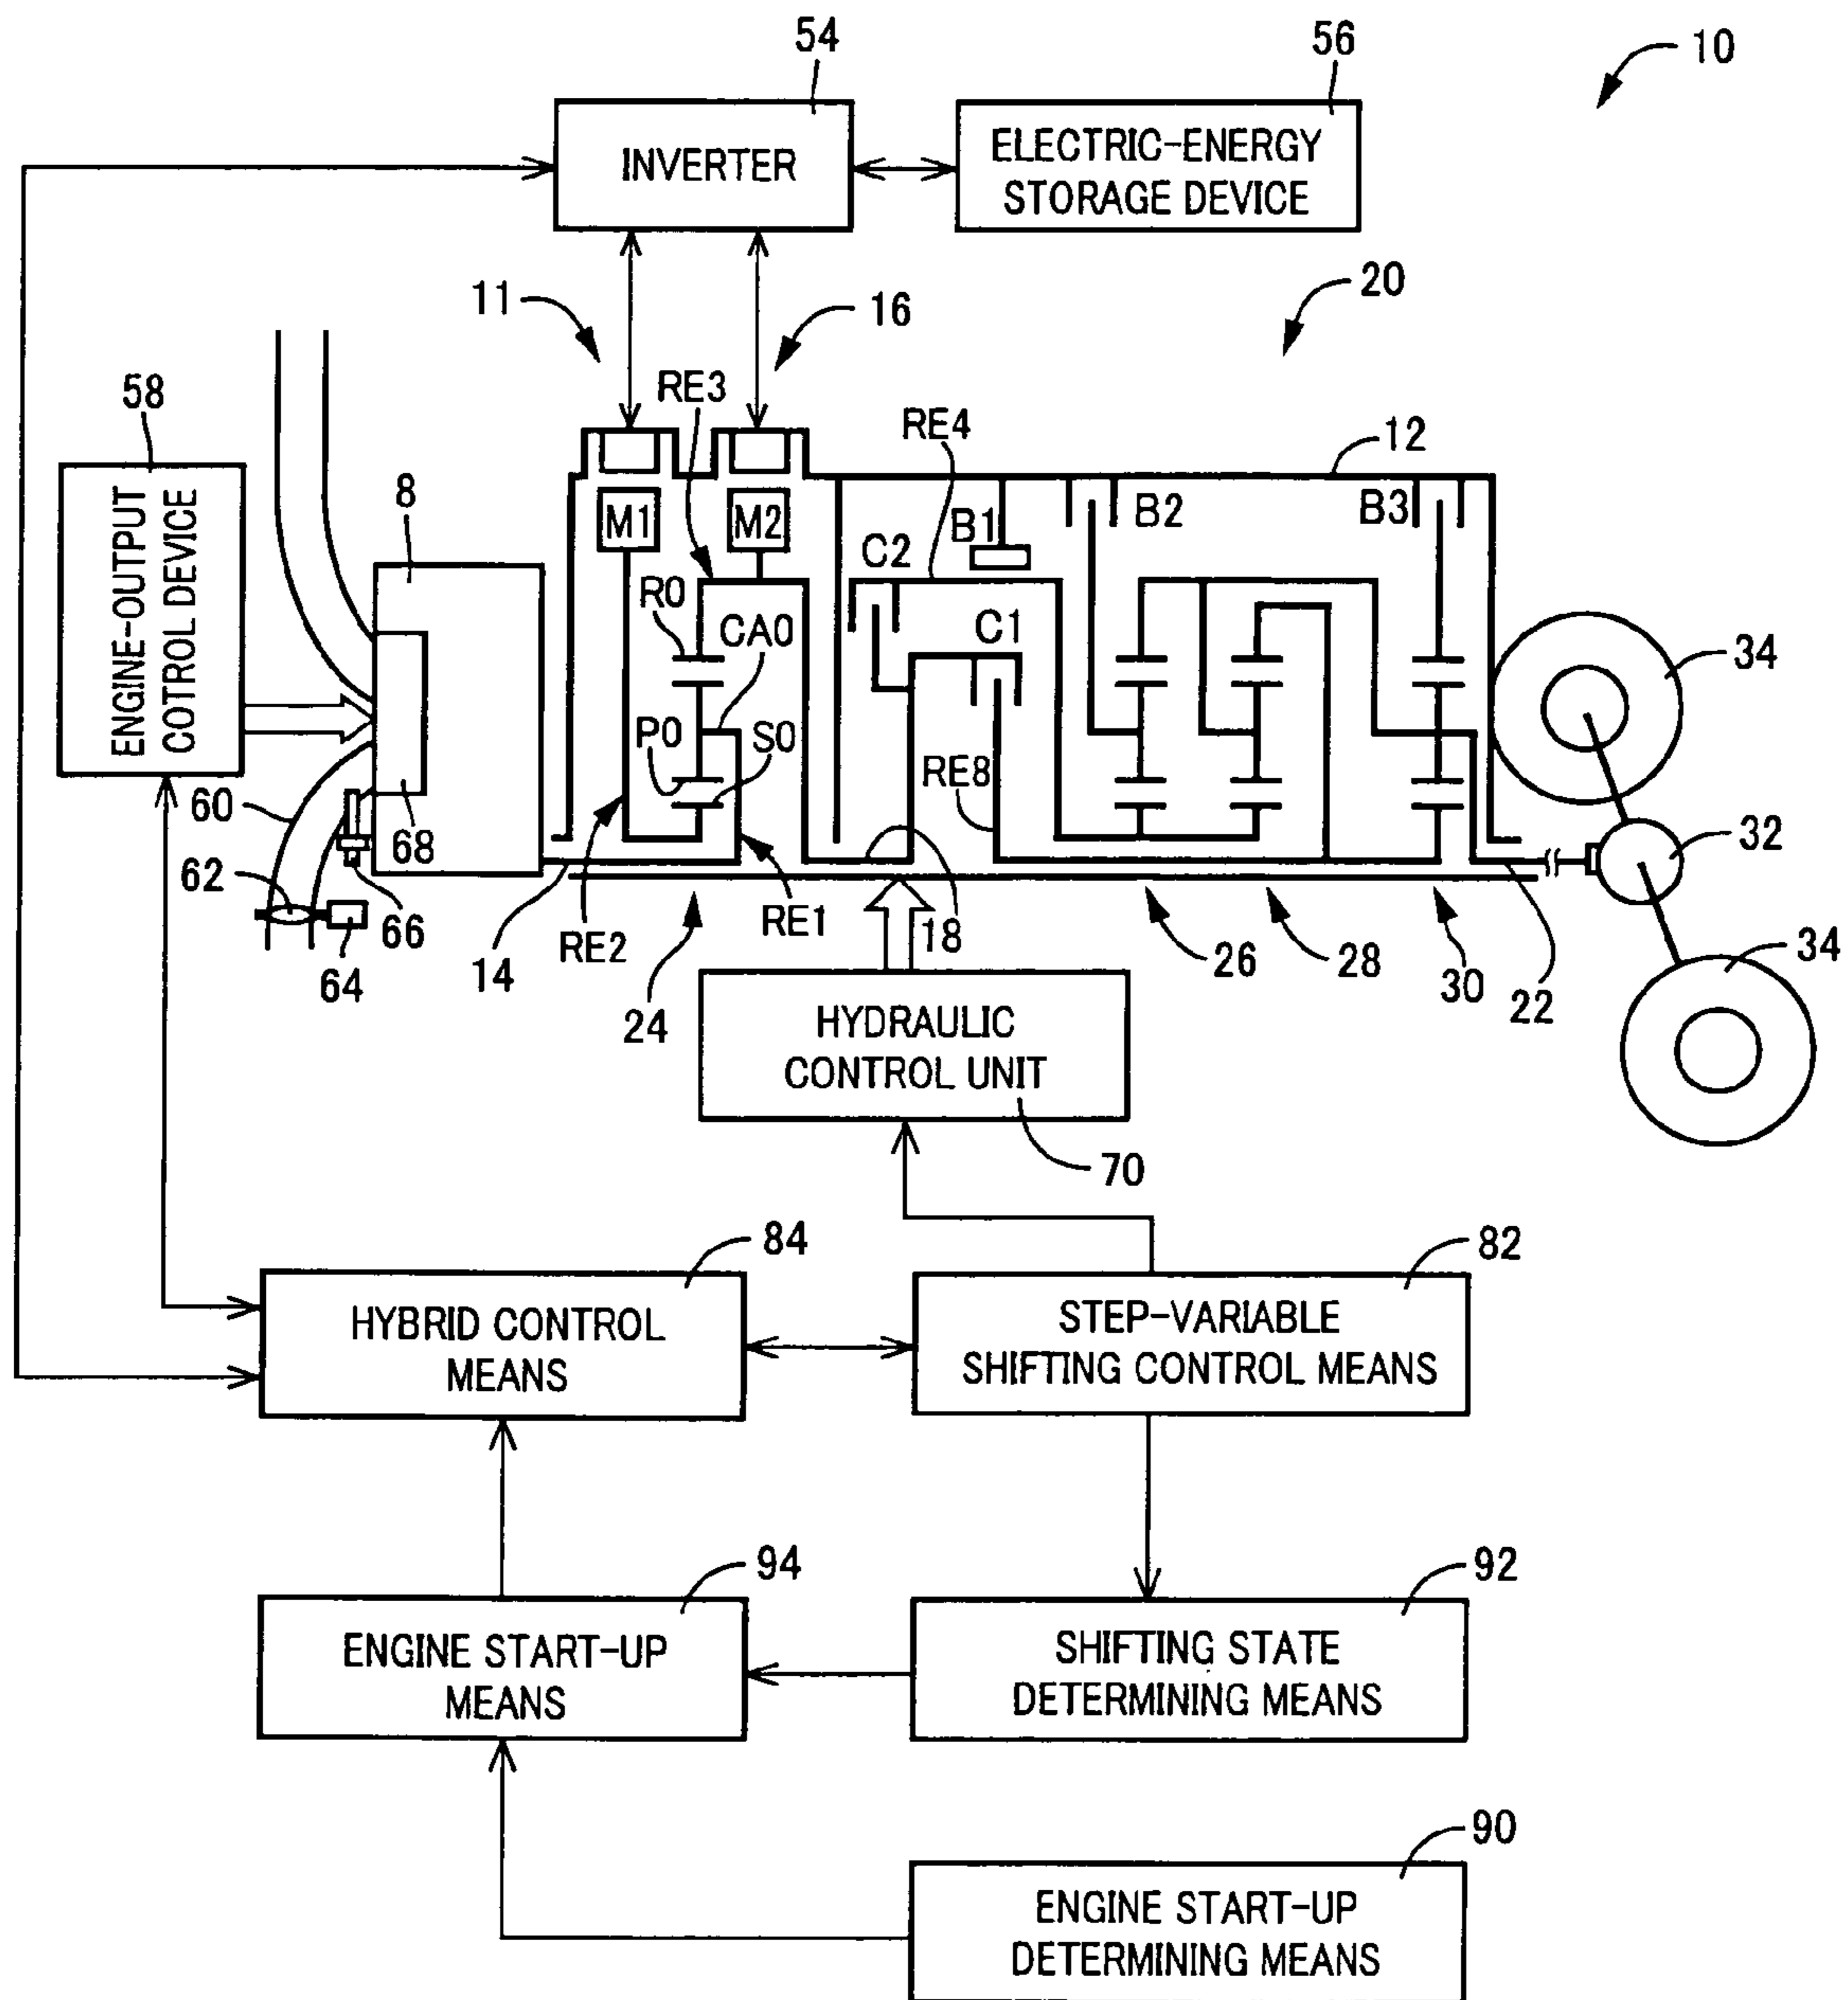 54
56
10
INVERTER
ELECTRIC-ENERGY
STORAGE DEVICE
11
16
20
58
RE3
RE4
12
ENGINE-OUTPUT
COTROL DEVICE
8
M1
M2
C2
B1
B2
B3
R0
CA0
C1
34
P0
S0
RE8
60
68
32
62
66
64
14
RE2
RE1
24
18
26
28
30
22
34
HYDRAULIC
CONTROL UNIT
70
84
82
HYBRID CONTROL
MEANS
STEP-VARIABLE
SHIFTING CONTROL MEANS
94
92
ENGINE START-UP
MEANS
SHIFTING STATE
DETERMINING MEANS
90
ENGINE START-UP
DETERMINING MEANS